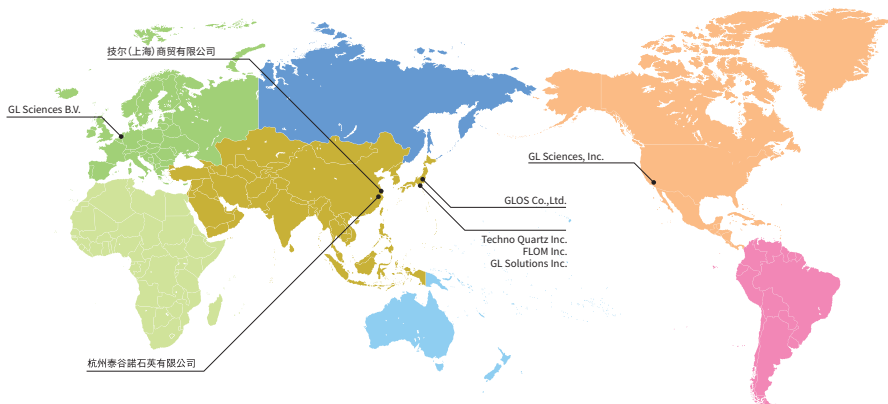 技尔(上海)商贸有限公司
GL Sciences B.V.
GL Sciences, Inc.
GLOS Co.,Ltd.
Techno Quartz Inc.
FLOM Inc.
GL Solutions Inc.
杭州泰谷諾石英有限公司